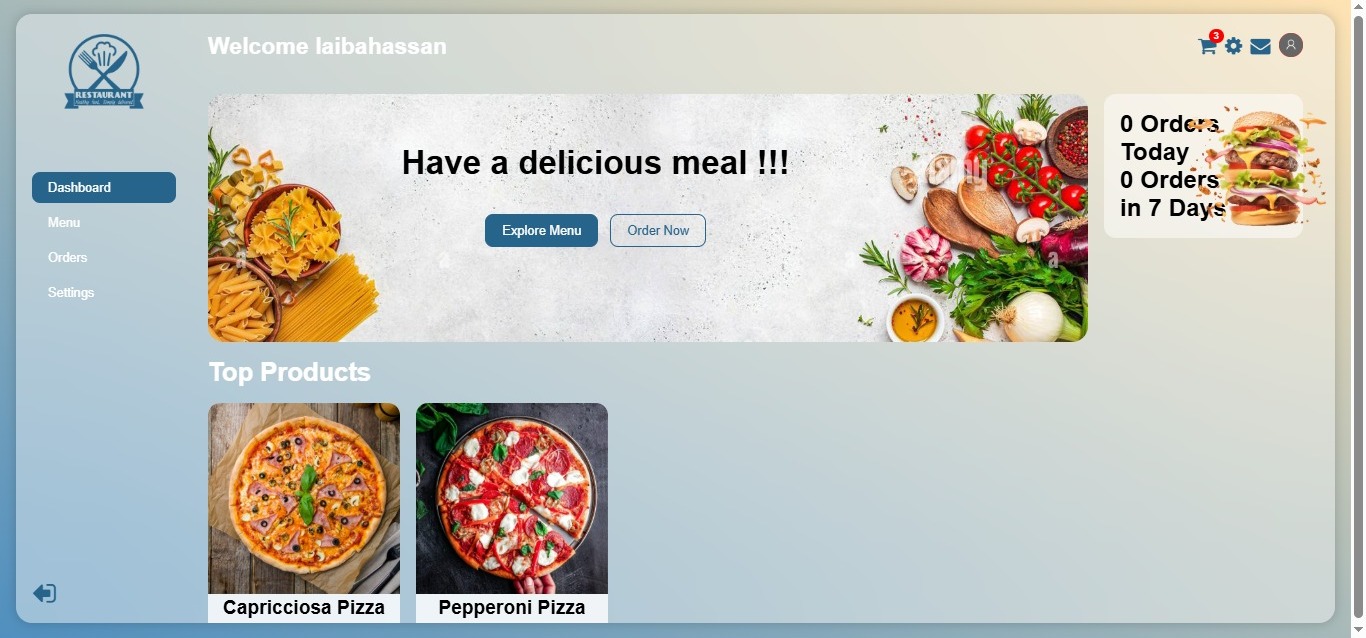 Welcome laibahassan
3
RESTAURANT
Dashboard
Menu
Orders
Settings
Have a delicious meal !!!
Explore Menu
Order Now
0 Orders
Today
0 Orders
in 7 Days
Top Products
Capricciosa Pizza
Pepperoni Pizza